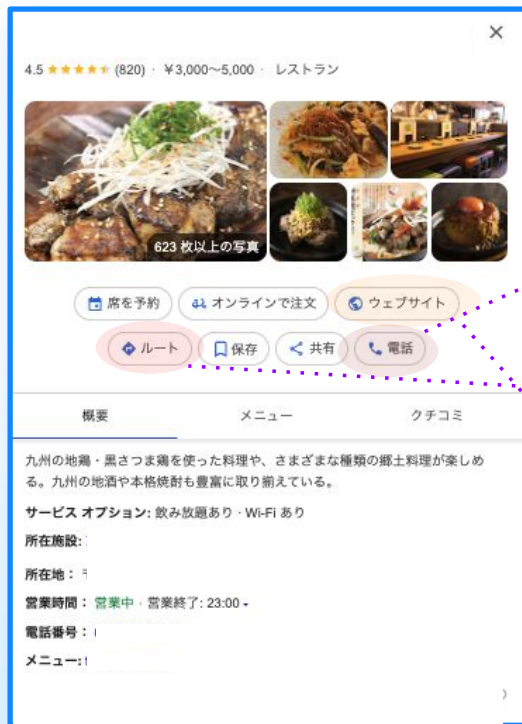 4.5 ★★★★★ (820) · ￥3,000～5,000 · レストラン
623 枚以上の写真
席を予約 オンラインで注文 ウェブサイト
ルート 保存 共有 電話
概要 メニュー クチコミ
九州の地鶏・黒さつま鶏を使った料理や、さまざまな種類の郷土料理が楽しめ
る。九州の地酒や本格焼酎も豊富に取り揃えている。
サービス オプション: 飲み放題あり · Wi-Fi あり
所在施設:
所在地： 〒
営業時間： 営業中 · 営業終了: 23:00
電話番号：
メニュー: